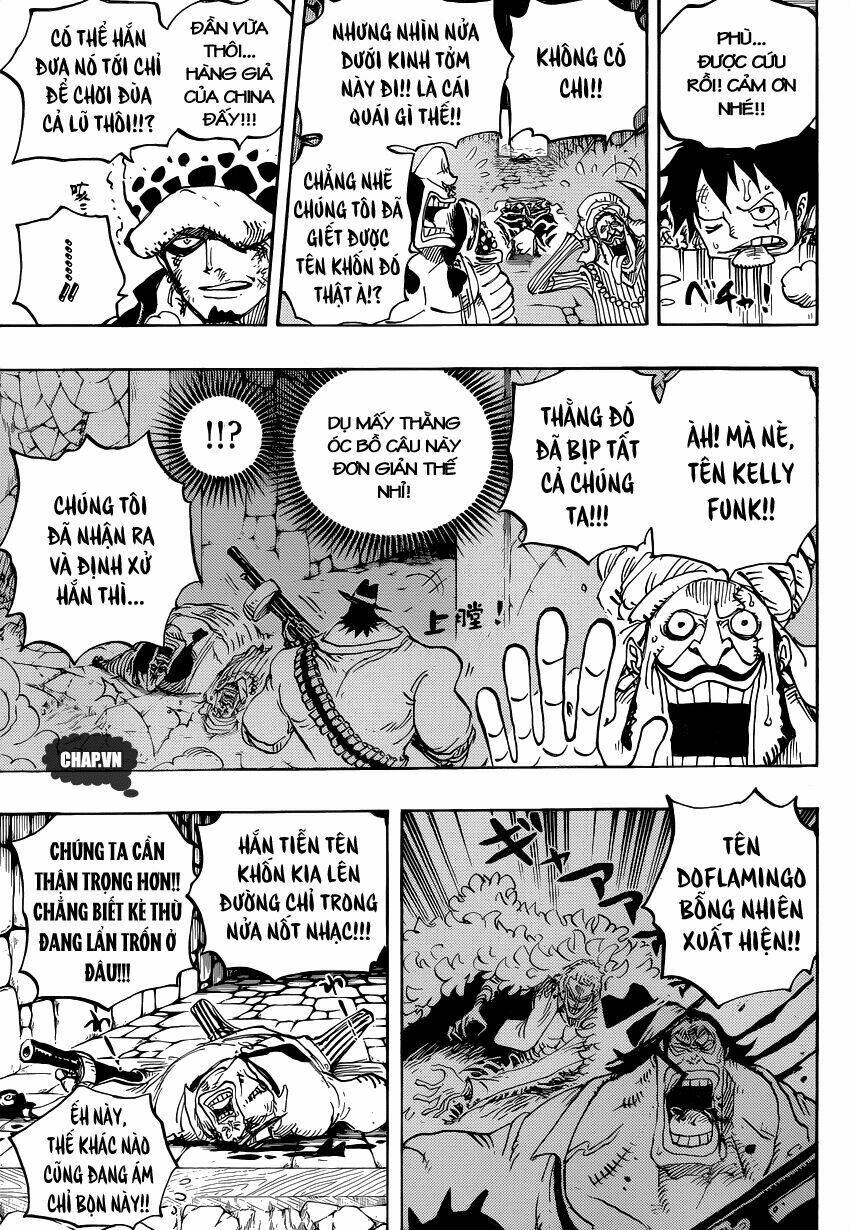 PHÙ...
ĐƯỢC CỨU
RỒI! CẢM ƠN
NHÉ!!
ベチャ!
KHÔNG CÓ
CHI!!
NHƯNG NHÌN NỬA
DƯỚI KINH TỞM
NÀY ĐI!! LÀ CÁI
QUÁI GÌ THẾ!!
CHẲNG NHẼ
CHÚNG TÔI ĐÃ
GIẾT ĐƯỢC
TÊN KHỐN ĐÓ
THẬT À!?
ĐẦN VỪA
THÔI...
HÀNG GIẢ
CỦA CHINA
ĐẤY!!!
CÓ THỂ HẮN
ĐƯA NÓ TỚI CHỈ
ĐỂ CHƠI ĐÙA
CẢ LŨ THÔI!!?
ÀH! MÀ NÈ,
TÊN KELLY
FUNK!!
THẰNG ĐÓ
ĐÃ BỊP TẤT
CẢ CHÚNG
TA!!!
DỤ MẤY THẰNG
ÓC BỒ CÂU NÀY
ĐƠN GIẢN THẾ
NHỈ!
!!?
CHÚNG TÔI
ĐÃ NHẬN RA
VÀ ĐỊNH XỬ
HẮN THÌ...
CHAP.VN
TÊN
DOFLAMINGO
BỖNG NHIÊN
XUẤT HIỆN!!
HẮN TIỄN TÊN
KHỐN KIA LÊN
ĐƯỜNG CHỈ TRONG
NỬA NỐT NHẠC!!!
CHÚNG TA CẦN
THẬN TRỌNG HƠN!!
CHẲNG BIẾT KẺ THÙ
ĐANG LẨN TRỐN Ở
ĐÂU!!!
ẾH NÀY,
THẾ KHÁC NÀO
CŨNG ĐANG ÁM
CHỈ BỌN NÀY!!